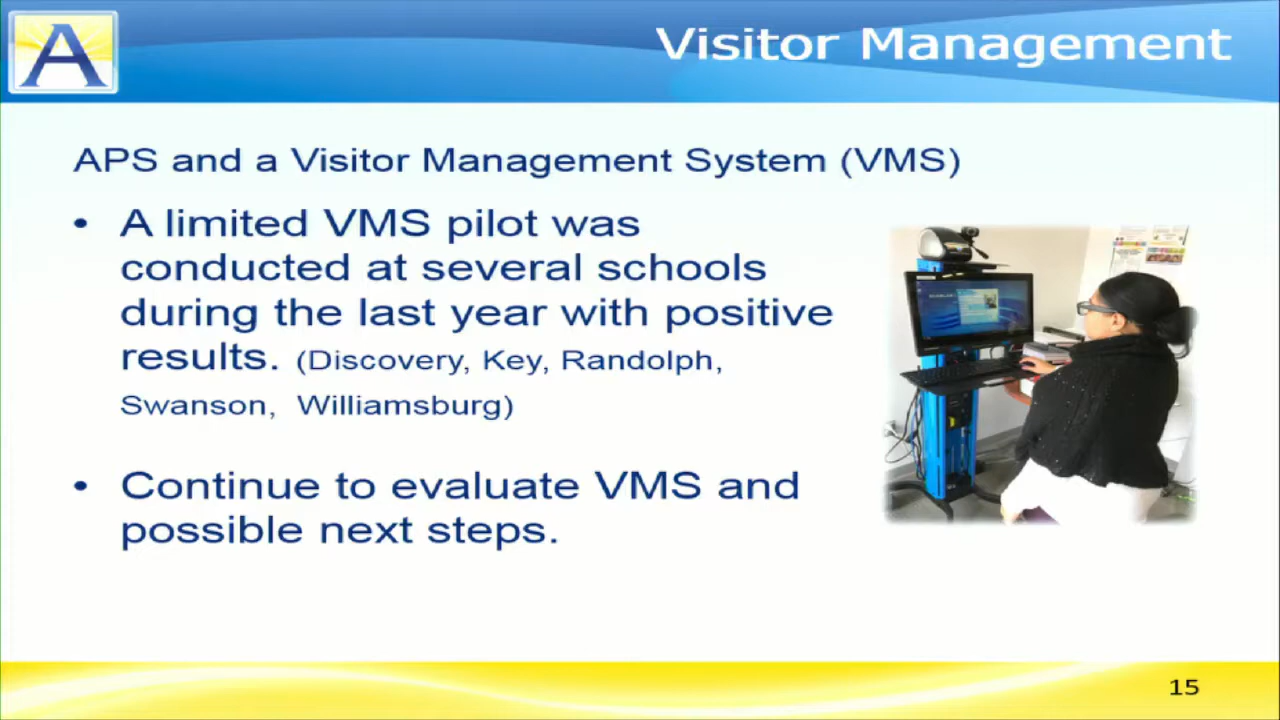 A
Visitor Management
APS and a Visitor Management System (VMS)
• A limited VMS pilot was
conducted at several schools
during the last year with positive
results. (Discovery, Key, Randolph,
Swanson, Williamsburg)
• Continue to evaluate VMS and
possible next steps.
15